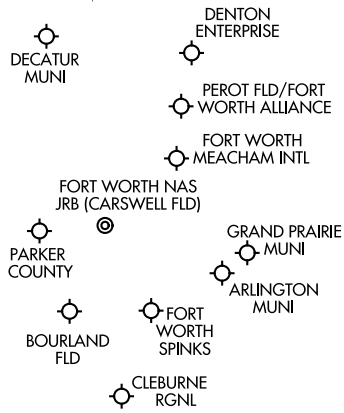 DENTON
ENTERPRISE
DECATUR
MUNI
PEROT FLD/FORT
WORTH ALLIANCE
FORT WORTH
MEACHAM INTL
FORT WORTH NAS
JRB (CARSWELL FLD)
GRAND PRAIRIE
MUNI
PARKER
COUNTY
ARLINGTON
MUNI
BOURLAND
FLD
FORT
WORTH
SPINKS
CLEBURNE
RGNL